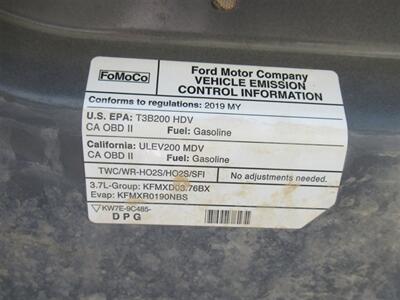 FoMoCo
Ford Motor Company
VEHICLE EMISSION
CONTROL INFORMATION
Conforms to regulations: 2019 MY
U.S. EPA: T3B200 HDV
CA OBD II Fuel: Gasoline
California: ULEV200 MDV
CA OBD II Fuel: Gasoline
TWC/WR-HO2S/HO2S/SFI No adjustments needed.
3.7L-Group: KFMXD03.76BX
Evap: KFMXR0190NBS
KW7E-9C485-
DPG